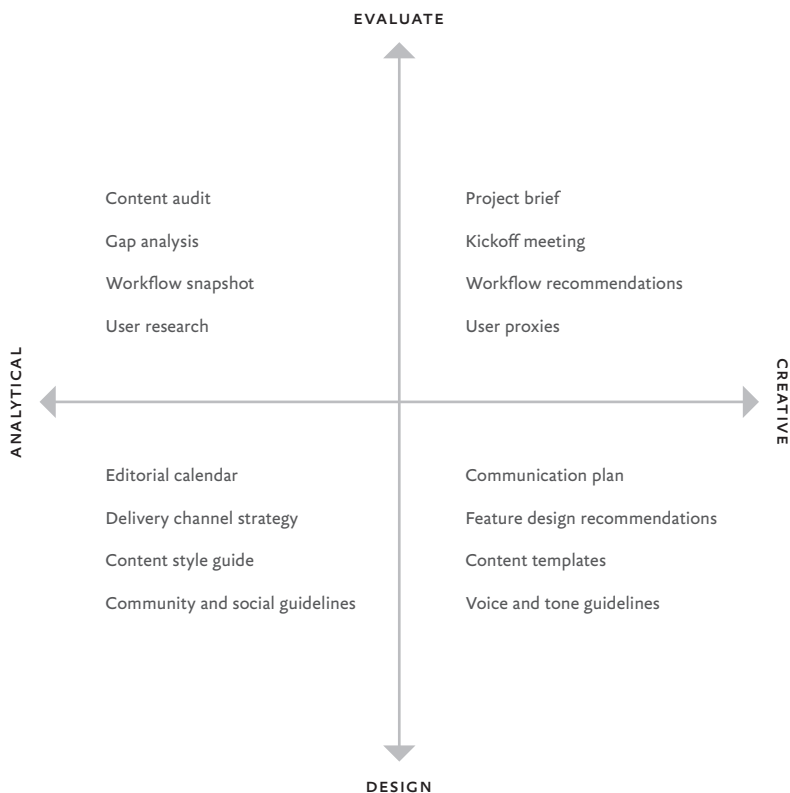 EVALUATE
Content audit
Gap analysis
Workflow snapshot
User research
Project brief
Kickoff meeting
Workflow recommendations
User proxies
ANALYTICAL
CREATIVE
Editorial calendar
Delivery channel strategy
Content style guide
Community and social guidelines
Communication plan
Feature design recommendations
Content templates
Voice and tone guidelines
DESIGN